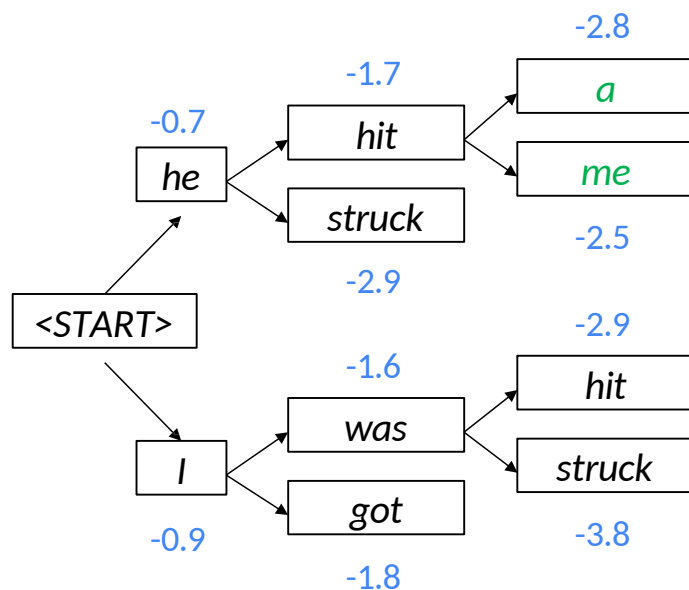 -2.8
-1.7
a
-0.7
hit
he
me
struck
-2.5
-2.9
<START>
-2.9
-1.6
hit
was
I
struck
got
-0.9
-3.8
-1.8